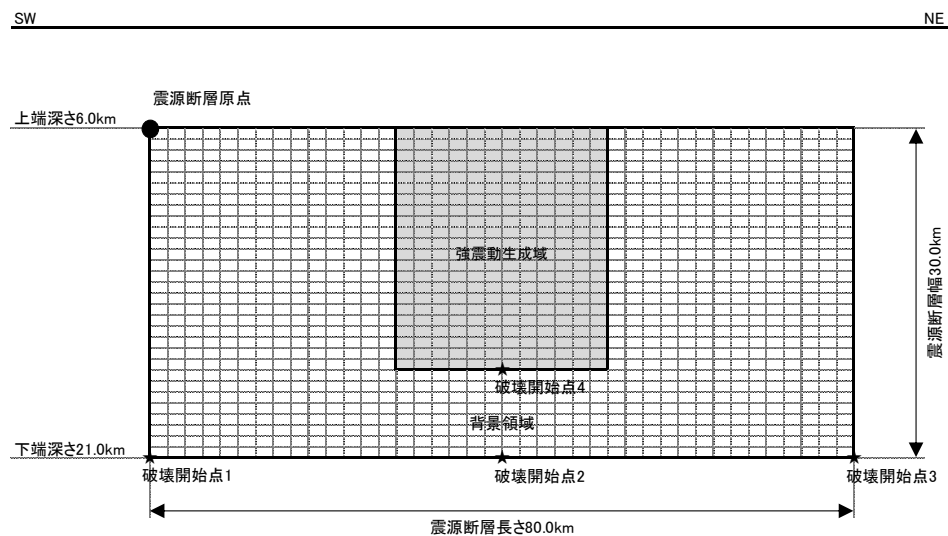 SW
NE
震源断層原点
上端深さ6.0km
強震動生成域
震源断層幅30.0km
破壊開始点4
背景領域
下端深さ21.0km
破壊開始点1
破壊開始点2
破壊開始点3
震源断層長さ80.0km